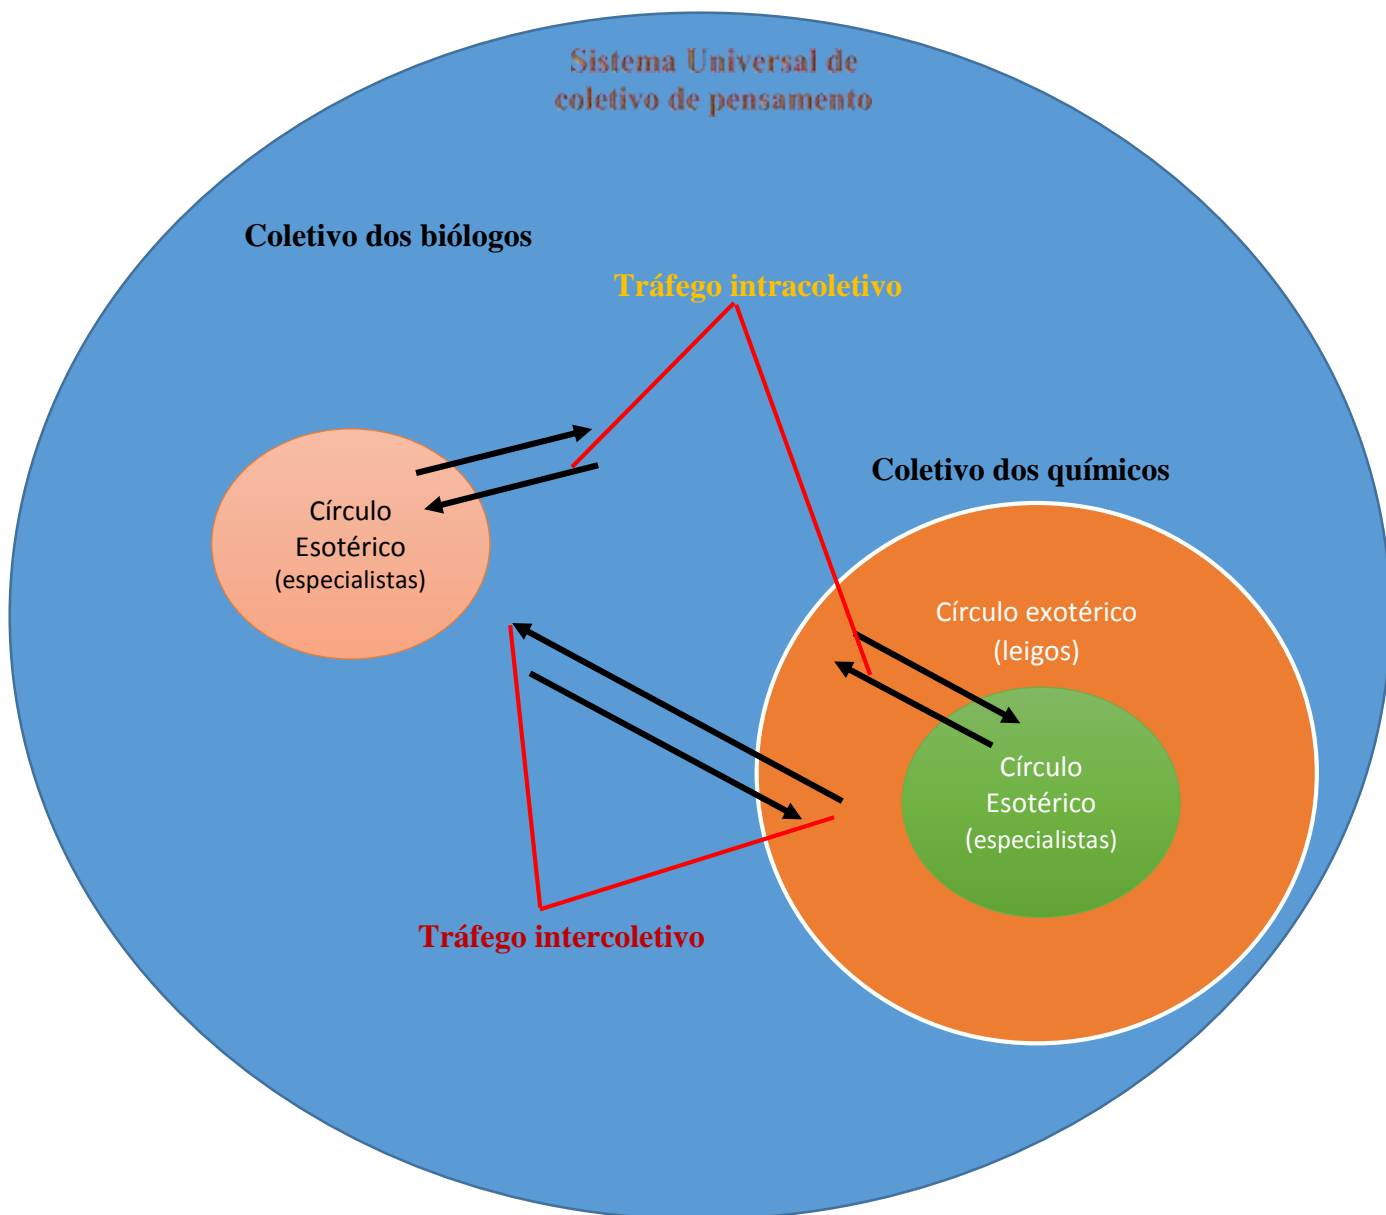 Sistema Universal de
coletivo de pensamento
Coletivo dos biólogos
Tráfego intracoletivo
Coletivo dos químicos
Círculo
Esotérico
(especialistas)
Círculo exotérico
(leigos)
Círculo
Esotérico
(especialistas)
Tráfego intercoletivo